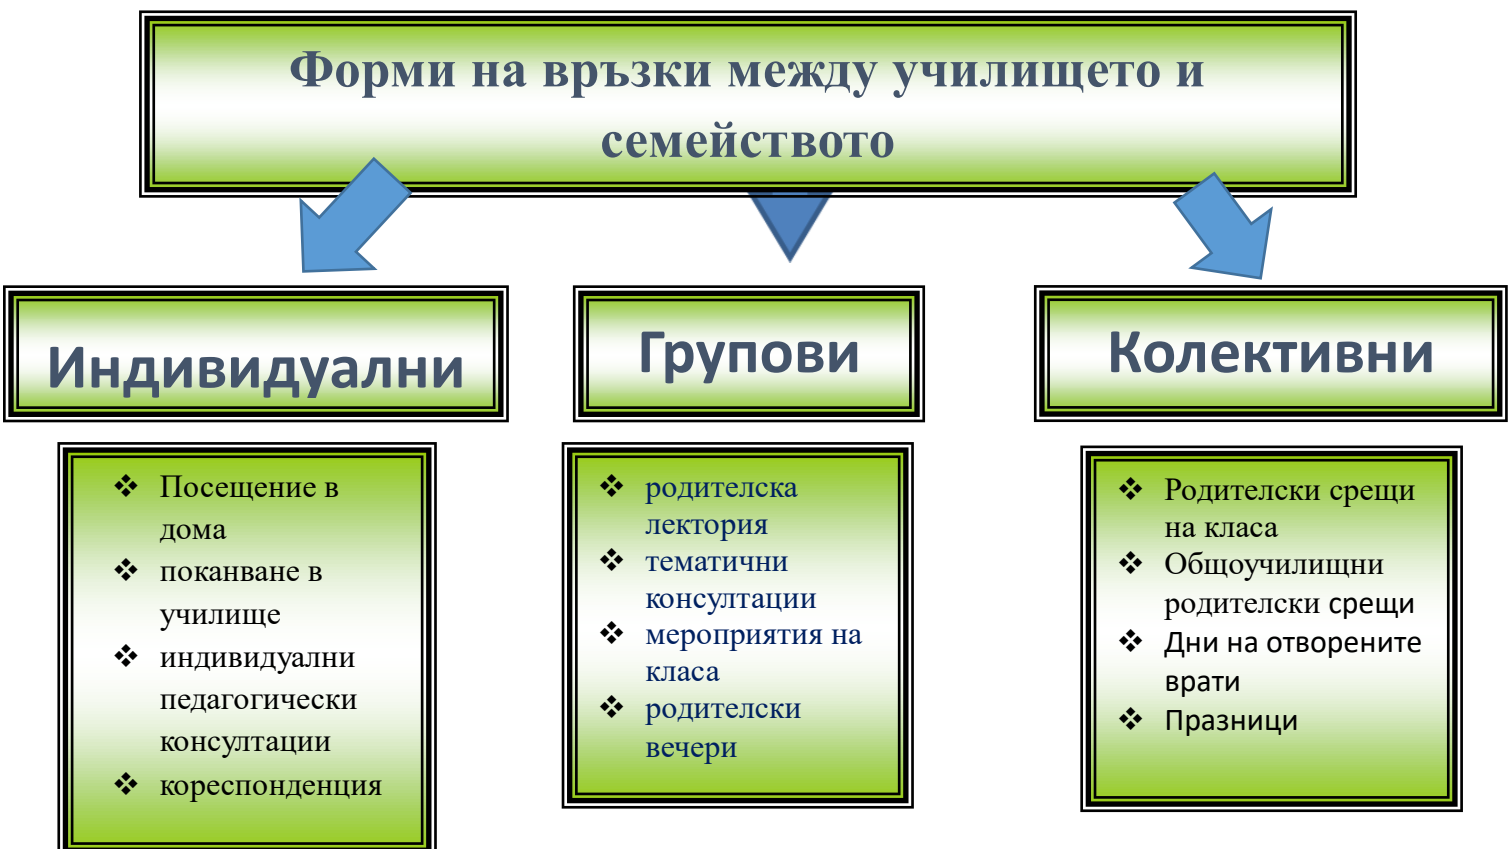 Форми на връзки между училището и
семейството
Индивидуални
❖ Посещение в
дома
❖ поканване в
училище
❖ индивидуални
педагогически
консултации
❖ кореспонденция
Групови
❖ родителска
лектория
❖ тематични
консултации
❖ мероприятия на
класа
❖ родителски
вечери
Колективни
❖ Родителски срещи
на класа
❖ Общоучилищни
родителски срещи
❖ Дни на отворените
врати
❖ Празници